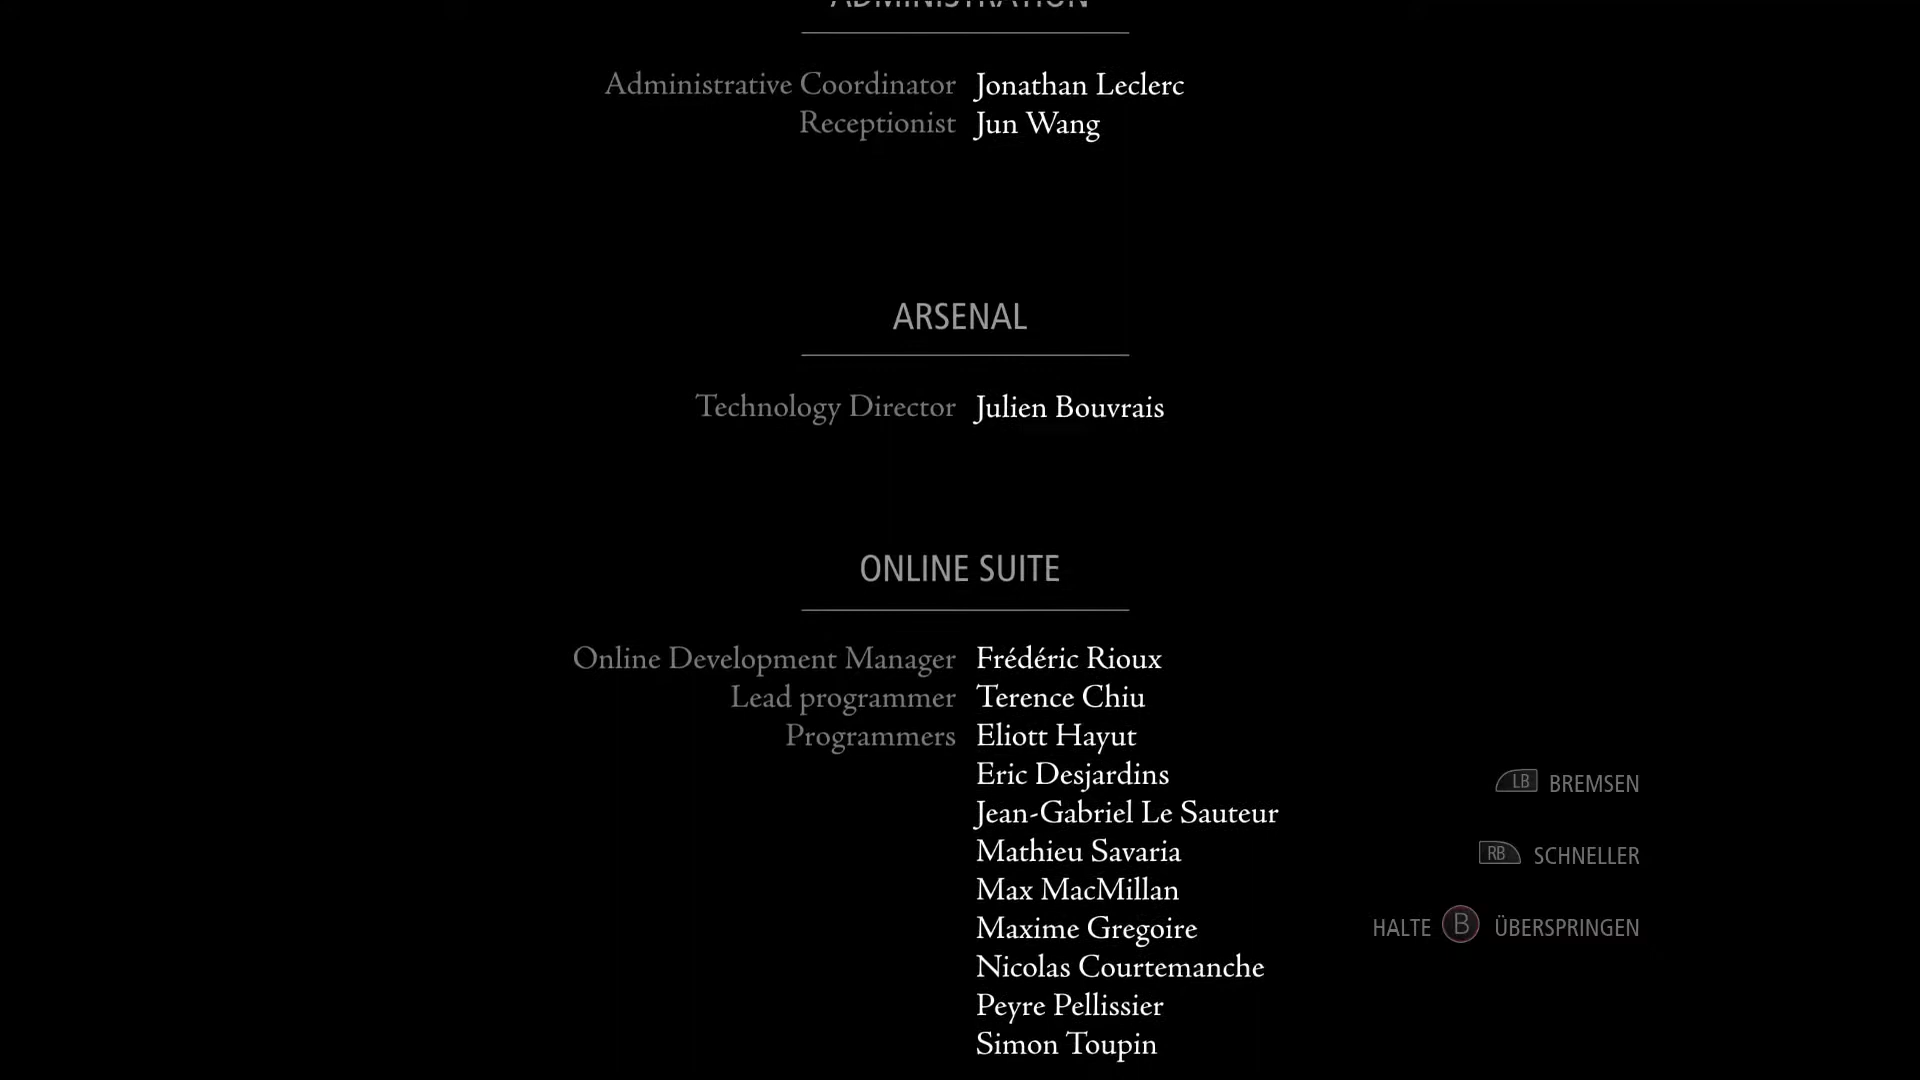 ADMINISTRATION
Administrative Coordinator Jonathan Leclerc
Receptionist Jun Wang
ARSENAL
Technology Director Julien Bouvrais
ONLINE SUITE
Online Development Manager Frédéric Rioux
Lead programmer Terence Chiu
Programmers Eliott Hayut
Eric Desjardins
Jean-Gabriel Le Sauteur
Mathieu Savaria
Max MacMillan
Maxime Gregoire
Nicolas Courtemanche
Peyre Pellissier
Simon Toupin
LB BREMSEN
RB SCHNELLER
HALTE B ÜBERSPRINGEN